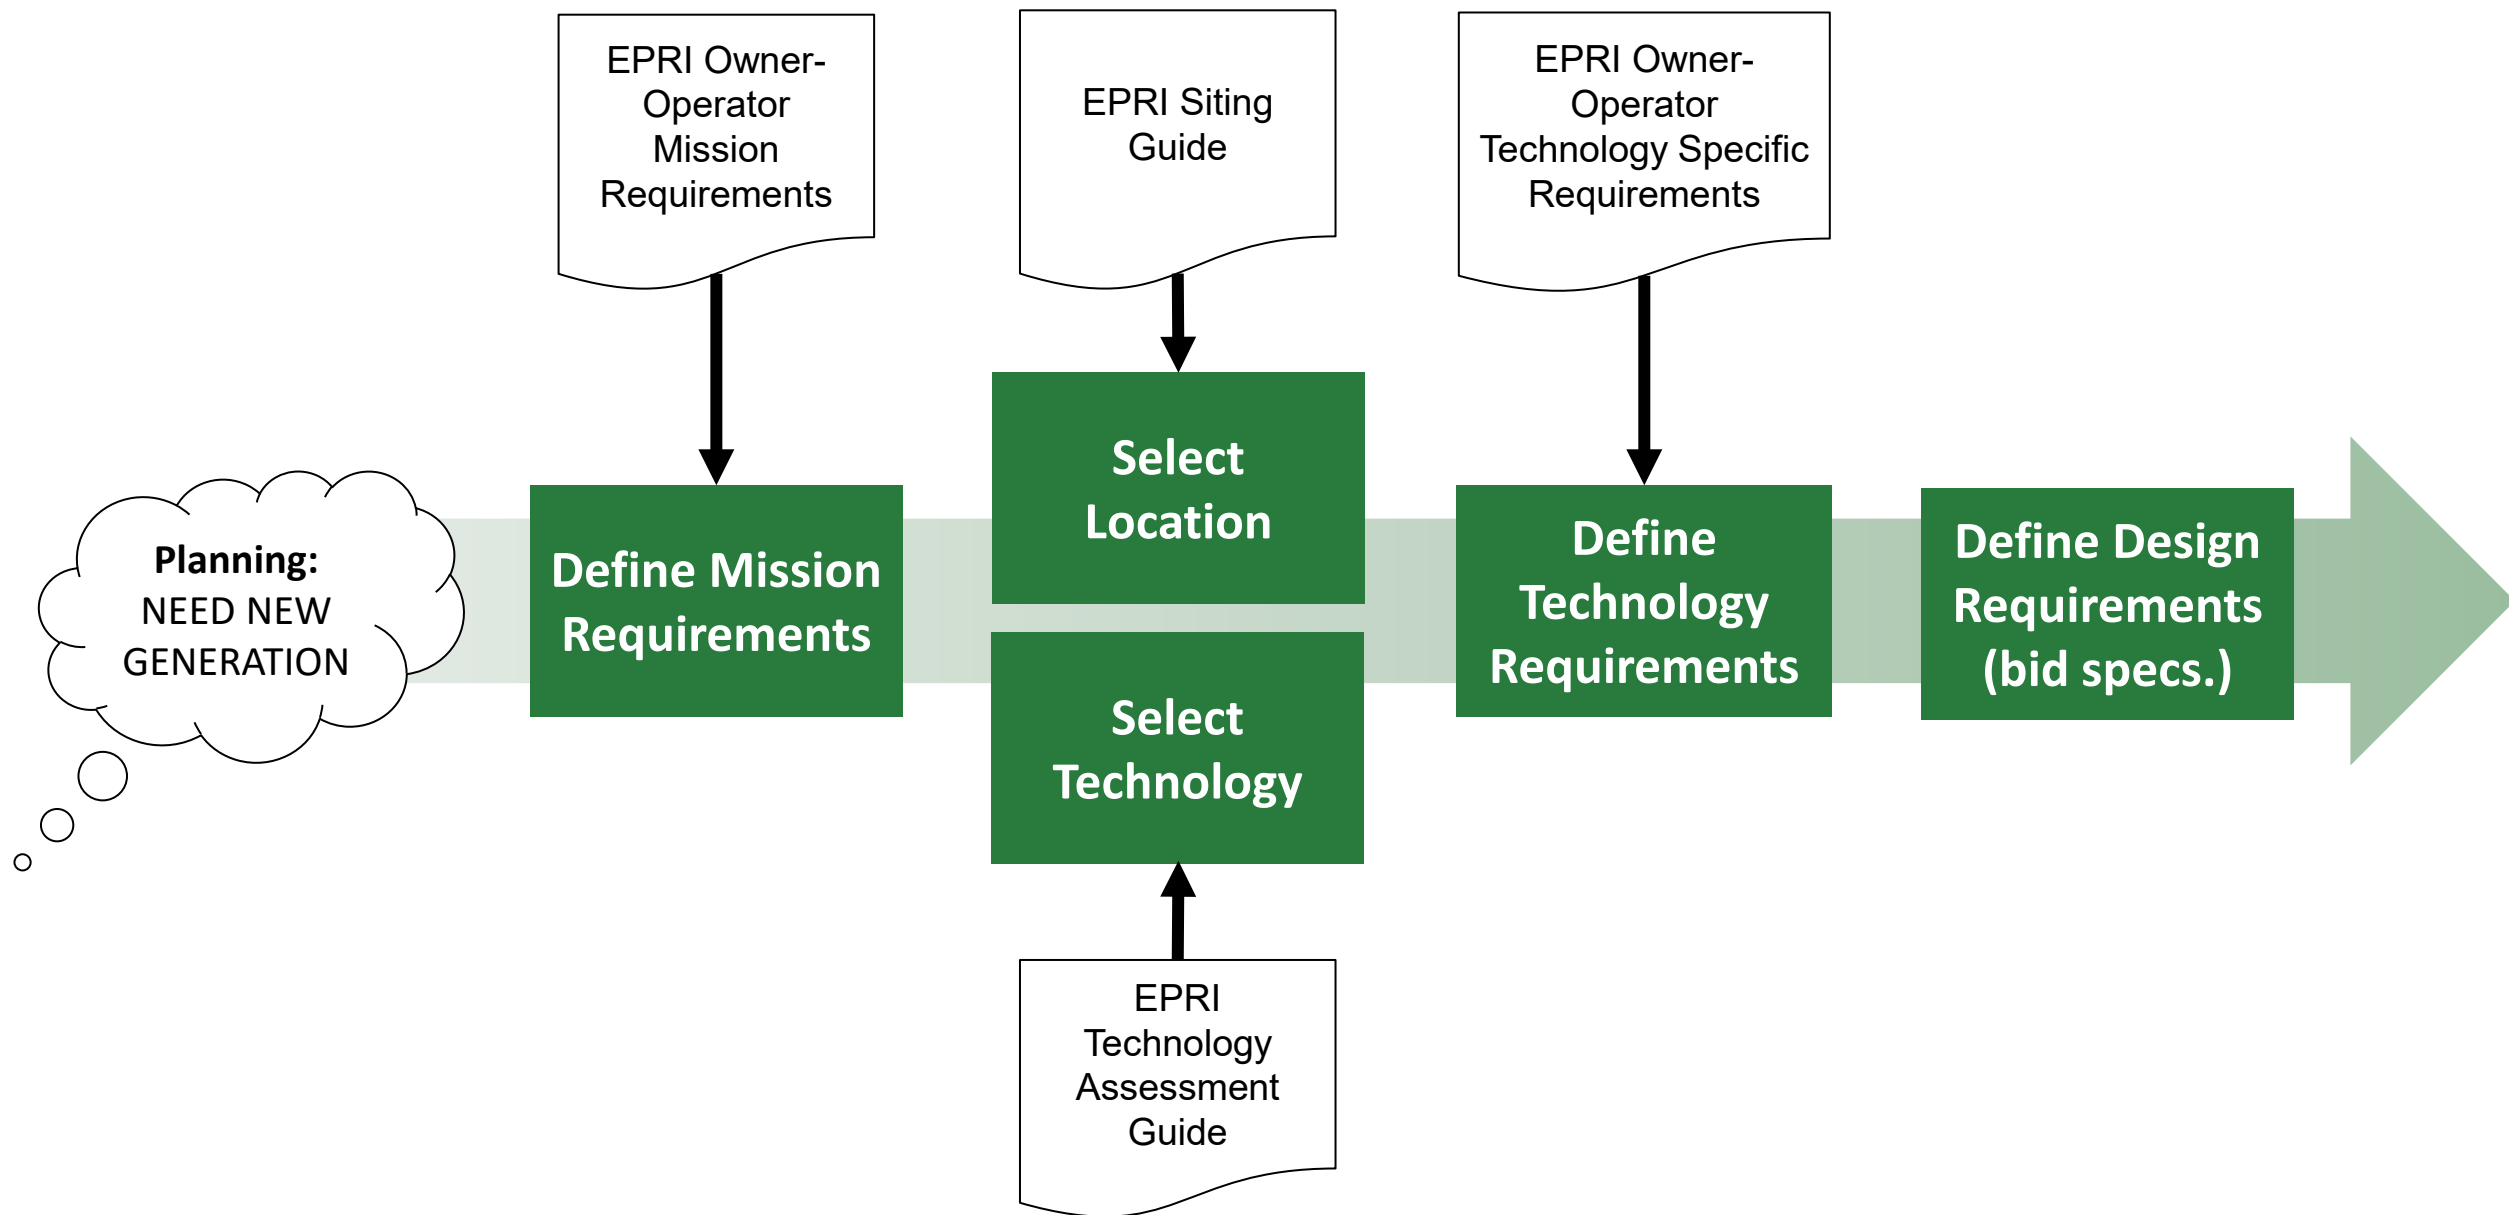 EPRI Owner-
Operator
Mission
Requirements
EPRI Siting
Guide
EPRI Owner-
Operator
Technology Specific
Requirements
Planning:
NEED NEW
GENERATION
Define Mission
Requirements
Select
Location
Select
Technology
Define
Technology
Requirements
Define Design
Requirements
(bid specs.)
EPRI
Technology
Assessment
Guide